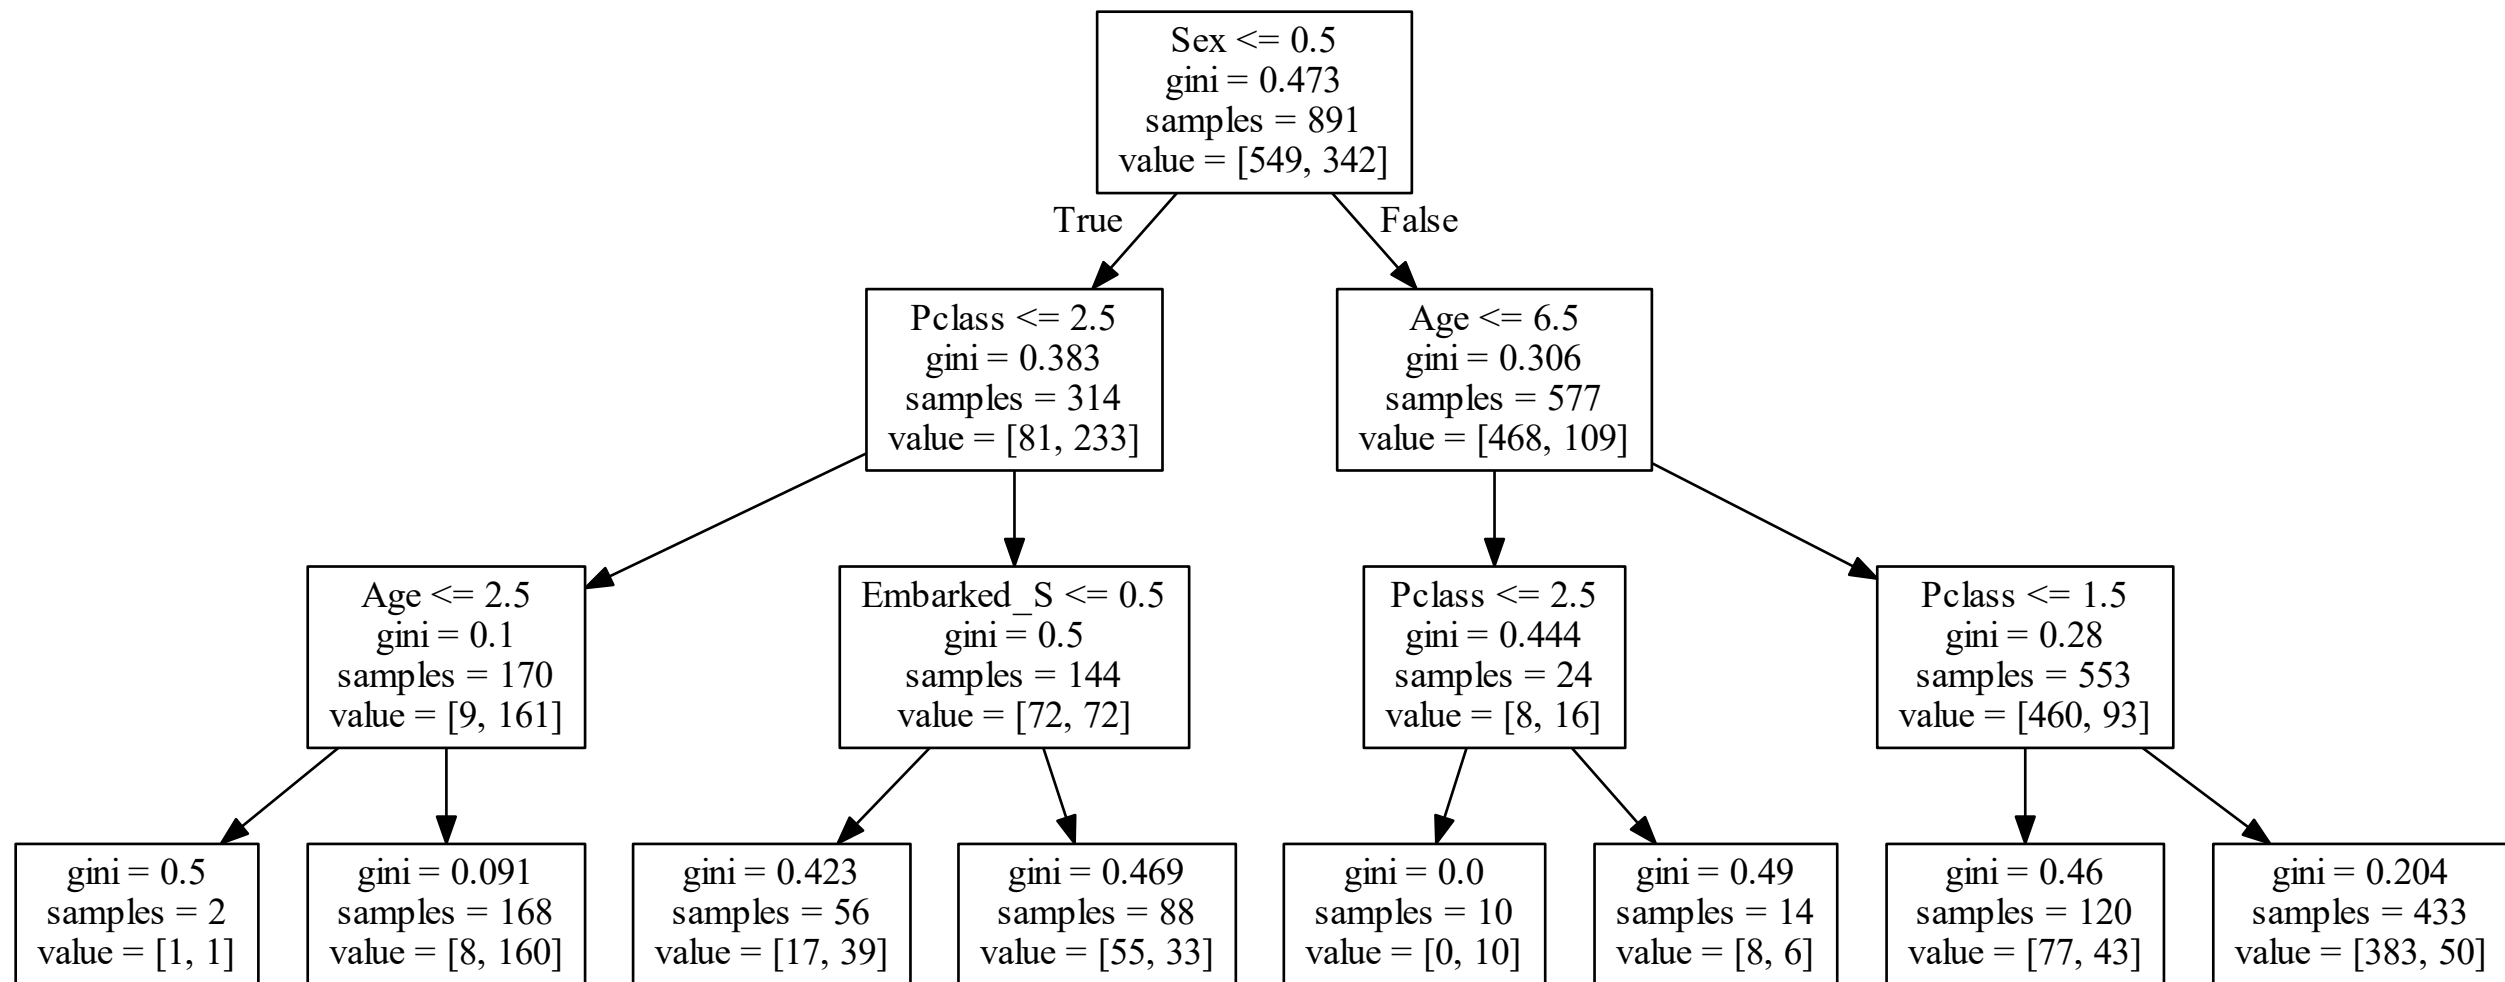 Sex <= 0.5
gini = 0.473
samples = 891
value = [549, 342]
True
False
Pclass <= 2.5
gini = 0.383
samples = 314
value = [81, 233]
Age <= 6.5
gini = 0.306
samples = 577
value = [468, 109]
Age <= 2.5
gini = 0.1
samples = 170
value = [9, 161]
Embarked_S <= 0.5
gini = 0.5
samples = 144
value = [72, 72]
Pclass <= 2.5
gini = 0.444
samples = 24
value = [8, 16]
Pclass <= 1.5
gini = 0.28
samples = 553
value = [460, 93]
gini = 0.5
samples = 2
value = [1, 1]
gini = 0.091
samples = 168
value = [8, 160]
gini = 0.423
samples = 56
value = [17, 39]
gini = 0.469
samples = 88
value = [55, 33]
gini = 0.0
samples = 10
value = [0, 10]
gini = 0.49
samples = 14
value = [8, 6]
gini = 0.46
samples = 120
value = [77, 43]
gini = 0.204
samples = 433
value = [383, 50]